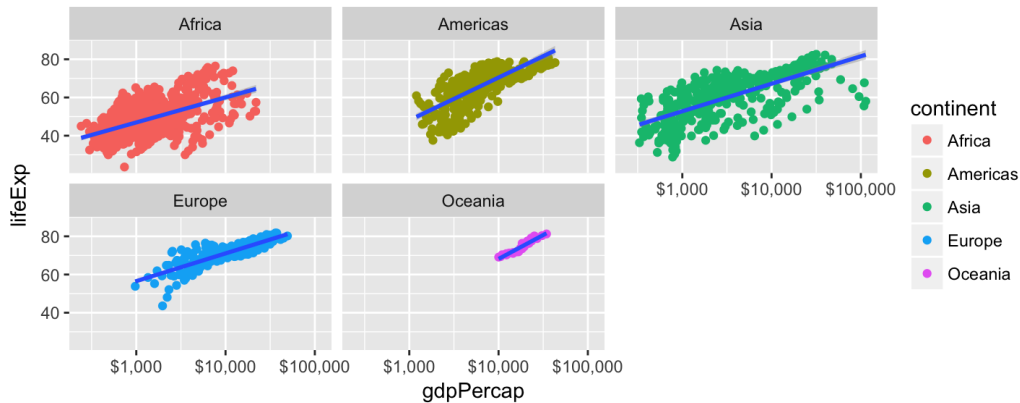 Africa Americas Asia
80
60
40
$1,000 $10,000 $100,000
Europe Oceania
80
60
40
$1,000 $10,000 $100,000 $1,000 $10,000 $100,000
gdpPercap
lifeExp
continent
Africa
Americas
Asia
Europe
Oceania